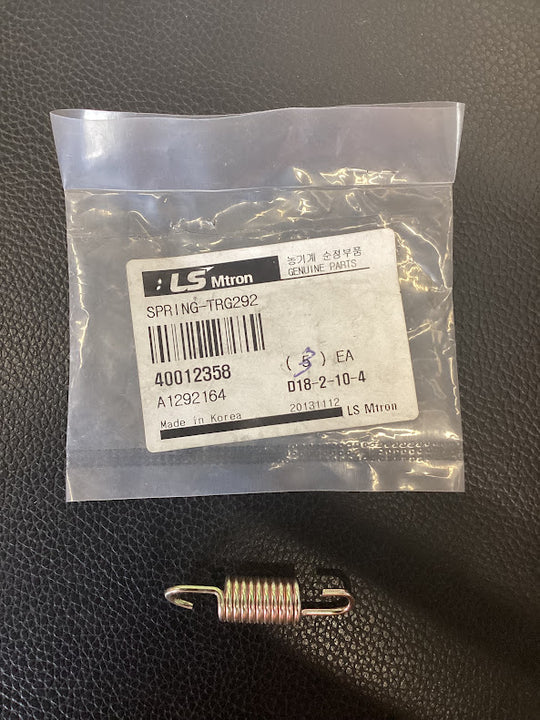 LS Mtron
농기계 순정부품
GENUINE PARTS
SPRING-TRG292
40012358
( 5 ) EA
A1292164
D18-2-10-4
Made in Korea
20131112
LS Mtron